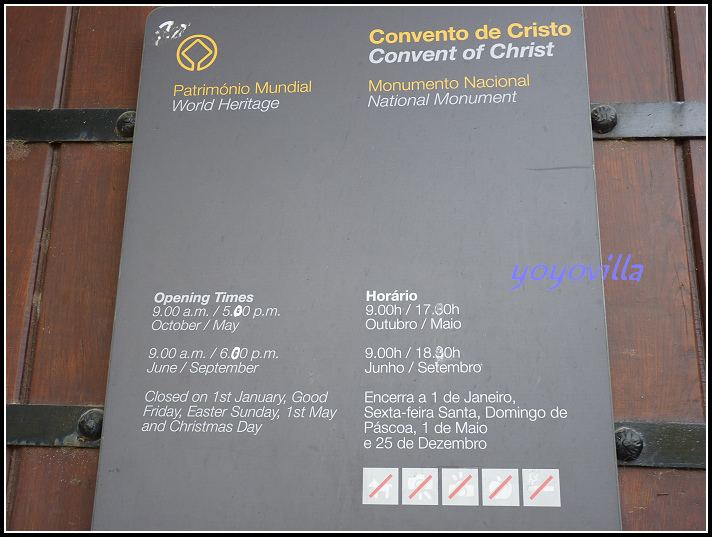 Património Mundial
World Heritage
Convento de Cristo
Convent of Christ
Monumento Nacional
National Monument
yoyovilla
Opening Times
9.00 a.m. / 5.00 p.m.
October / May
9.00 a.m. / 6.00 p.m.
June / September
Closed on 1st January, Good
Friday, Easter Sunday, 1st May
and Christmas Day
Horário
9.00h / 17.00h
Outubro / Maio
9.00h / 18.30h
Junho / Setembro
Encerra a 1 de Janeiro,
Sexta-feira Santa, Domingo de
Páscoa, 1 de Maio
e 25 de Dezembro